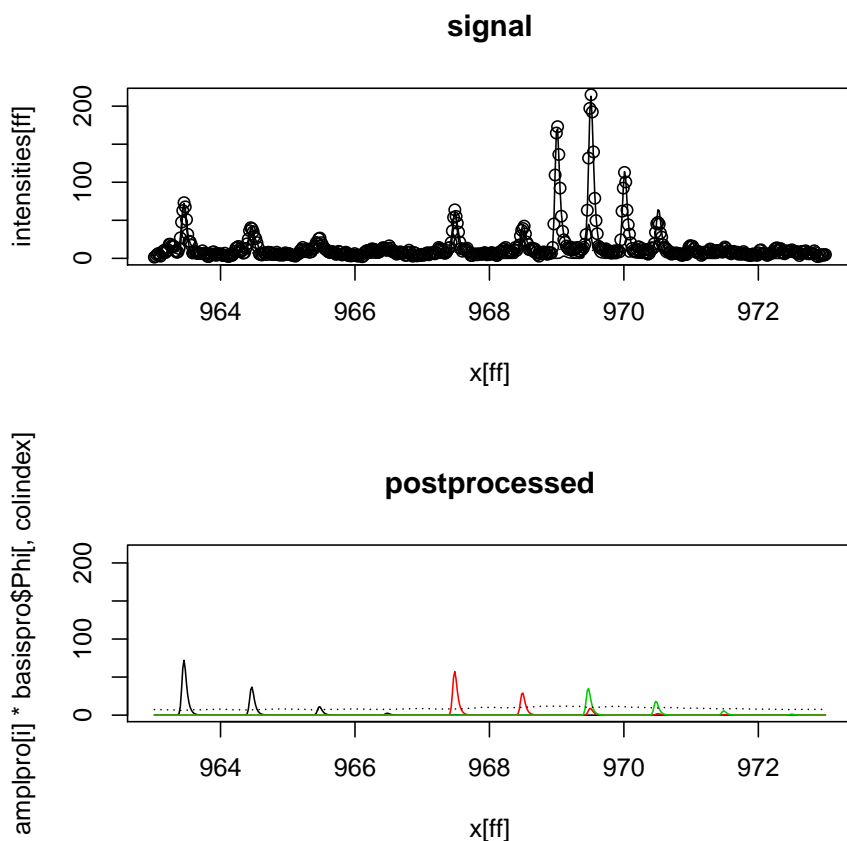 signal
intensities[ff]
200
100
0
964 966 968 970 972
x[ff]
postprocessed
amplpro[i] * basispro$Phi[, colindex]
200
100
0
964 966 968 970 972
x[ff]